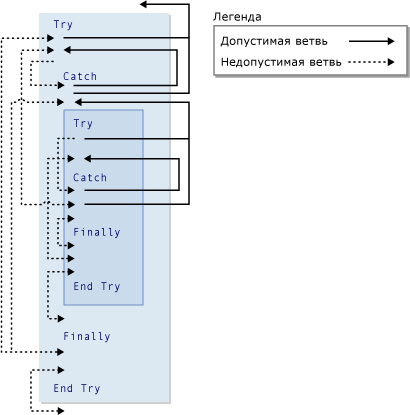 Try
Catch
Try
Catch
Finally
End Try
Finally
End Try
Легенда
Допустимая ветвь
Недопустимая ветвь